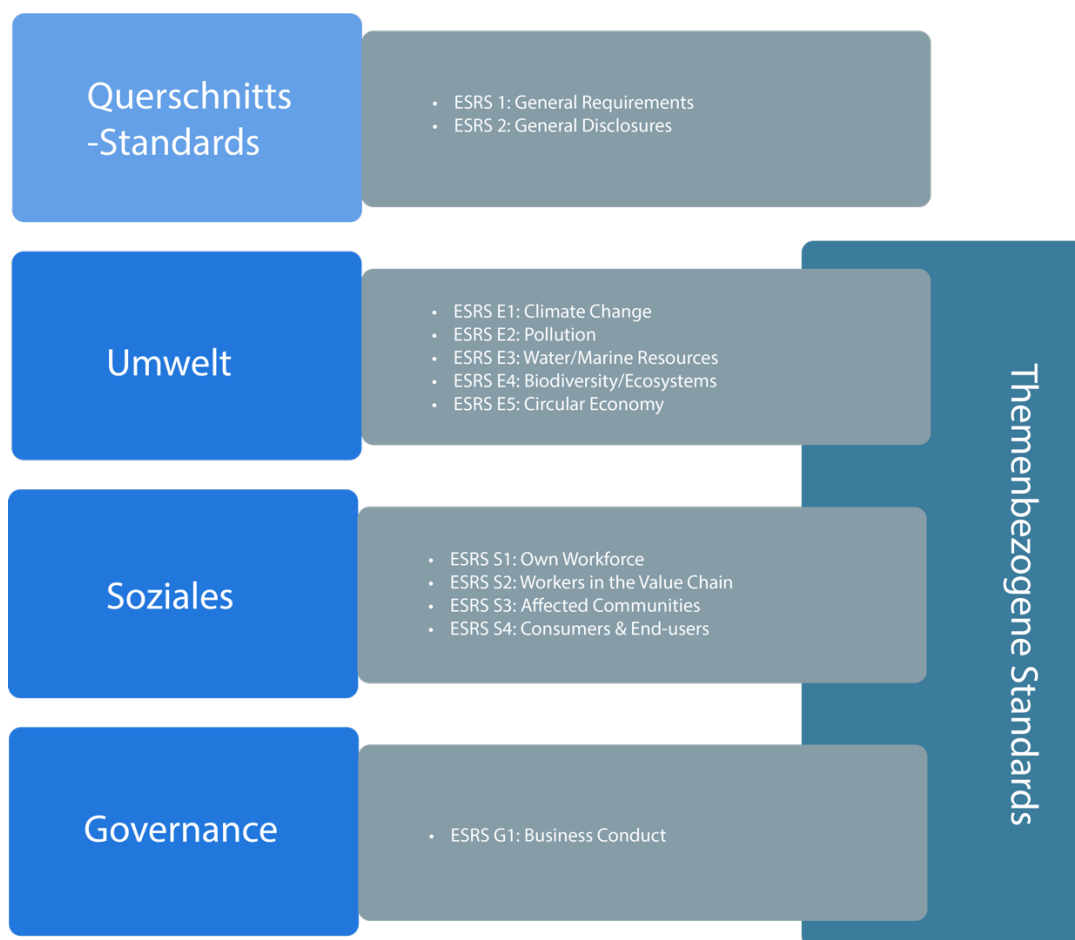 Querschnitts
-Standards
• ESRS 1: General Requirements
• ESRS 2: General Disclosures
Umwelt
• ESRS E1: Climate Change
• ESRS E2: Pollution
• ESRS E3: Water/Marine Resources
• ESRS E4: Biodiversity/Ecosystems
• ESRS E5: Circular Economy
Soziales
• ESRS S1: Own Workforce
• ESRS S2: Workers in the Value Chain
• ESRS S3: Affected Communities
• ESRS S4: Consumers & End-users
Governance
• ESRS G1: Business Conduct
Themenbezogene Standards